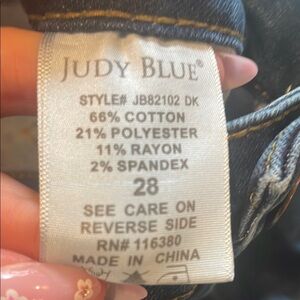 JUDY BLUE®
STYLE# JB82102 DK
66% COTTON
21% POLYESTER
11% RAYON
2% SPANDEX
28
SEE CARE ON
REVERSE SIDE
RN# 116380
MADE IN CHINA